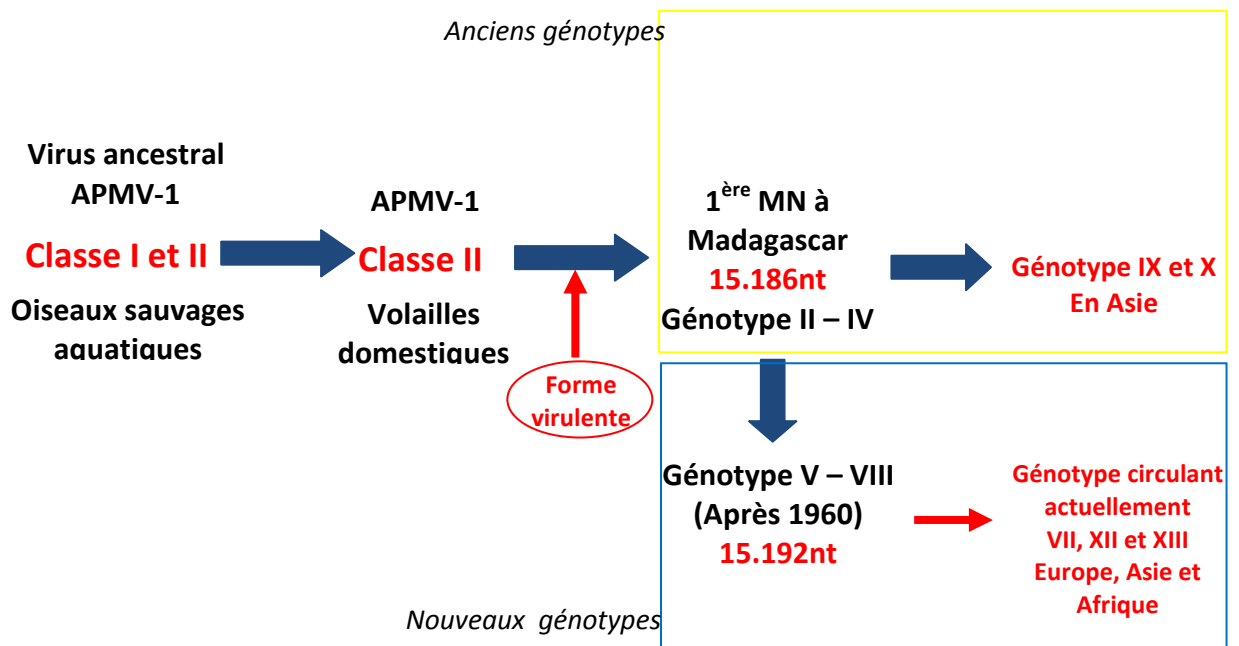 Anciens génotypes
Virus ancestral
APMV-1
Classe I et II
Oiseaux sauvages
aquatiques
APMV-1
Classe II
Volailles
domestiques
Forme
virulente
1ère MN à
Madagascar
15.186nt
Génotype II – IV
Génotype IX et X
En Asie
Génotype V – VIII
(Après 1960)
15.192nt
Génotype circulant
actuellement
VII, XII et XIII
Europe, Asie et
Afrique
Nouveaux génotypes